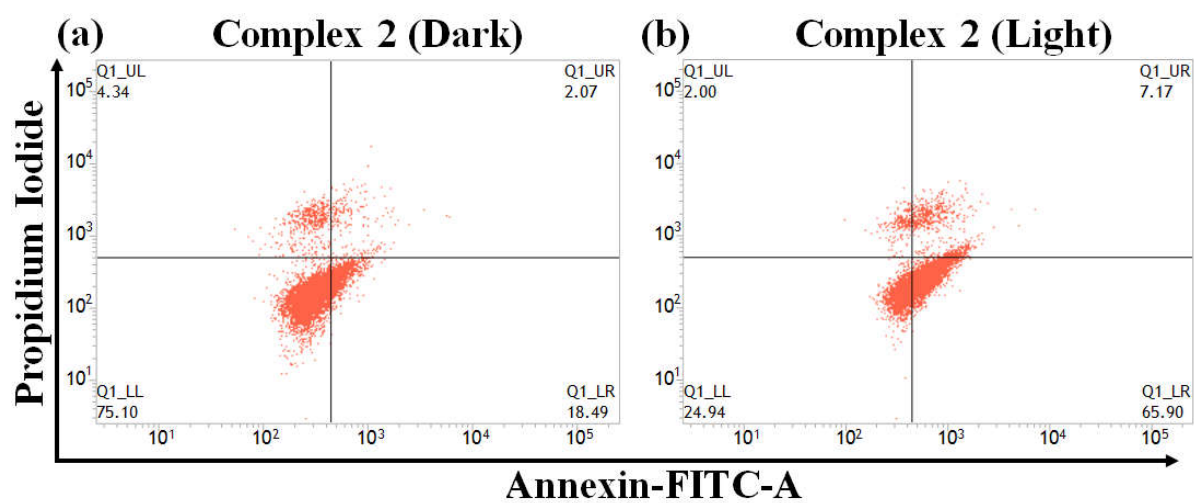 (a) Complex 2 (Dark)
(b) Complex 2 (Light)
Propidium Iodide
Q1_UL
4.34
Q1_UR
2.07
10^5
10^4
10^3
10^2
10^1
Q1_LL
75.10
Q1_LR
18.49
10^1 10^2 10^3 10^4 10^5
Q1_UL
2.00
Q1_UR
7.17
10^5
10^4
10^3
10^2
10^1
Q1_LL
24.94
Q1_LR
65.90
10^1 10^2 10^3 10^4 10^5
Annexin-FITC-A